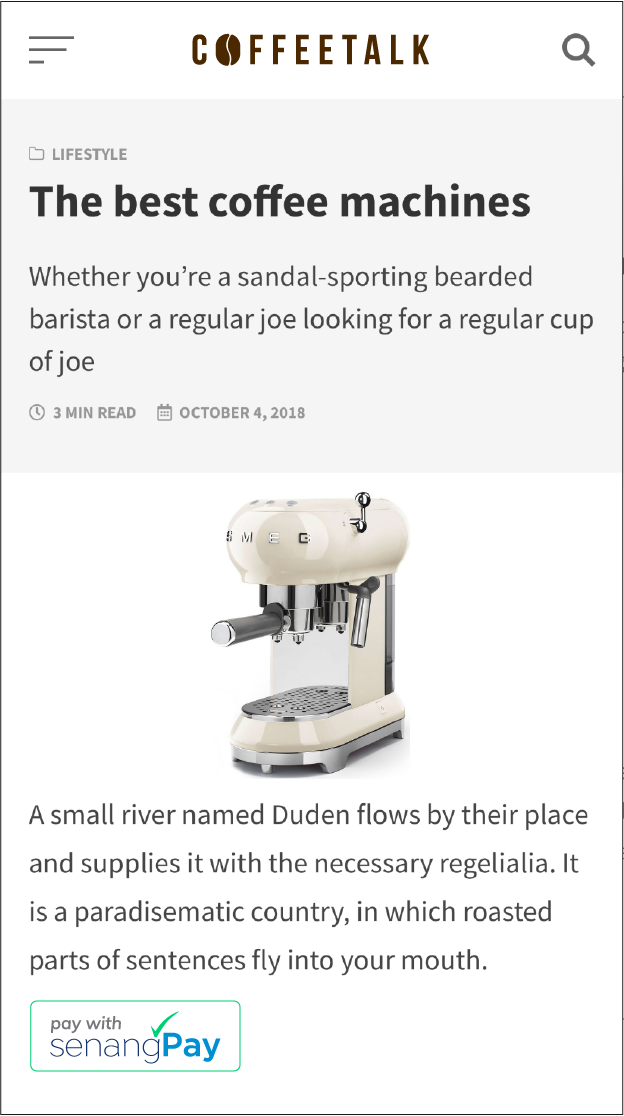 COFFEETALK
LIFESTYLE
The best coffee machines
Whether you’re a sandal-sporting bearded
barista or a regular joe looking for a regular cup
of joe
3 MIN READ OCTOBER 4, 2018
SMEG
A small river named Duden flows by their place
and supplies it with the necessary regelialia. It
is a paradisematic country, in which roasted
parts of sentences fly into your mouth.
pay with
senangPay